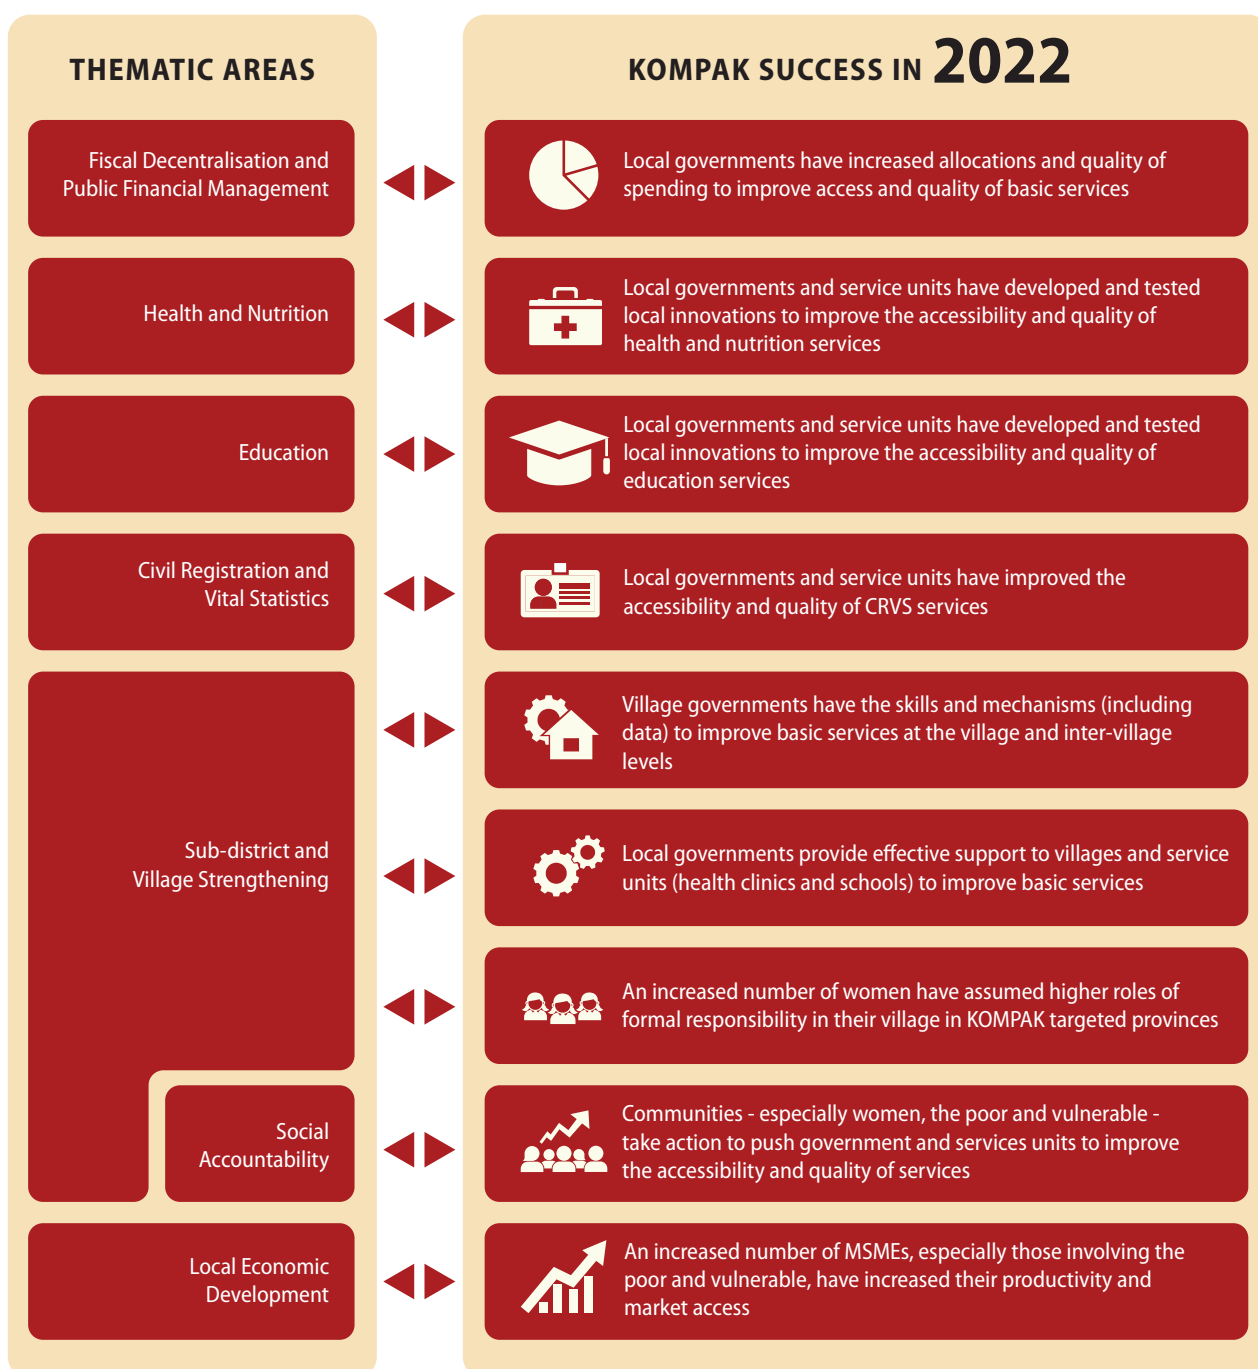 THEMATIC AREAS
KOMPAK SUCCESS IN 2022
Fiscal Decentralisation and
Public Financial Management
Local governments have increased allocations and quality of
spending to improve access and quality of basic services
Health and Nutrition
Local governments and service units have developed and tested
local innovations to improve the accessibility and quality of
health and nutrition services
Education
Local governments and service units have developed and tested
local innovations to improve the accessibility and quality of
education services
Civil Registration and
Vital Statistics
Local governments and service units have improved the
accessibility and quality of CRVS services
Sub-district and
Village Strengthening
Village governments have the skills and mechanisms (including
data) to improve basic services at the village and inter-village
levels
Local governments provide effective support to villages and service
units (health clinics and schools) to improve basic services
An increased number of women have assumed higher roles of
formal responsibility in their village in KOMPAK targeted provinces
Social
Accountability
Communities - especially women, the poor and vulnerable -
take action to push government and services units to improve
the accessibility and quality of services
Local Economic
Development
An increased number of MSMEs, especially those involving the
poor and vulnerable, have increased their productivity and
market access